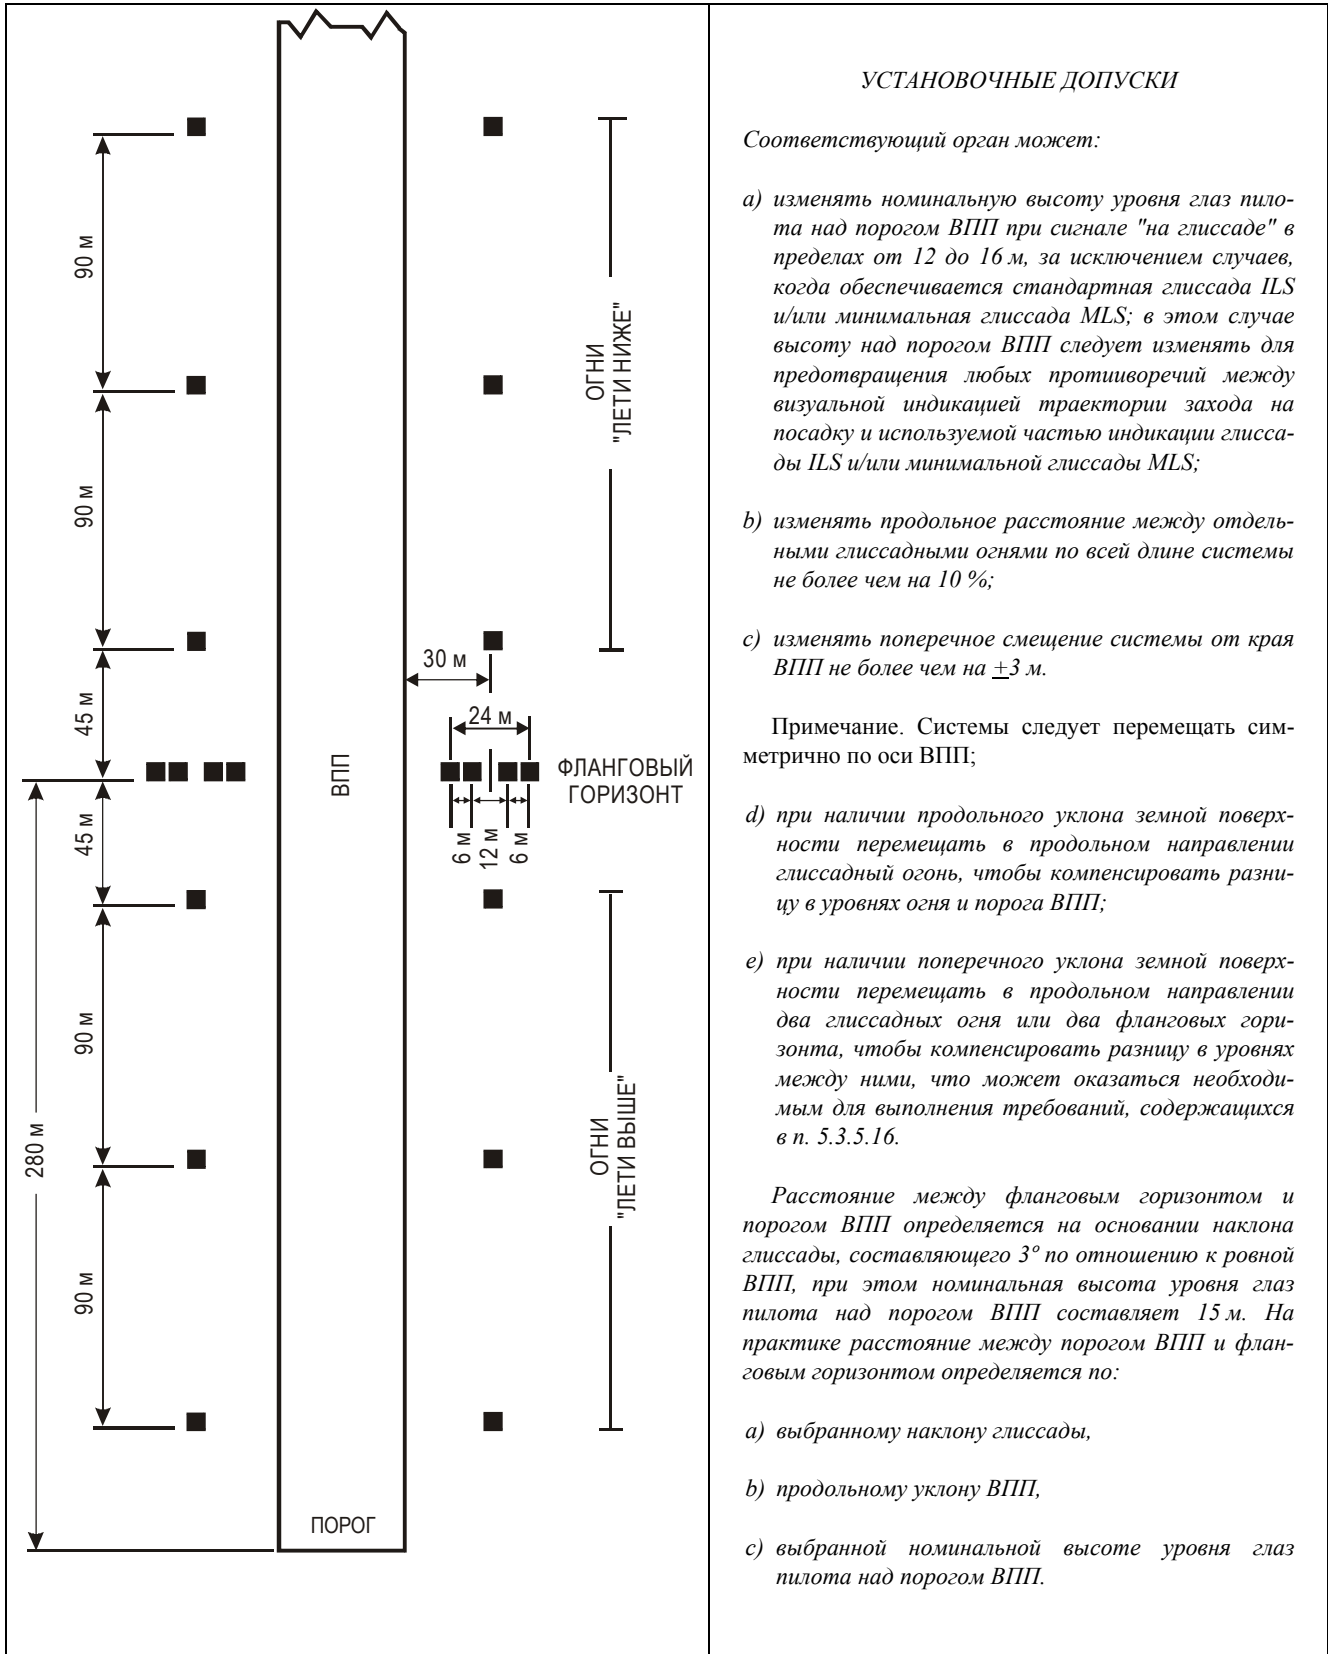 90 м
90 м
45 м
45 м
90 м
90 м
280 м
ВПП
ПОРОГ
30 м
24 м
6 м
12 м
6 м
ФЛАНГОВЫЙ
ГОРИЗОНТ
ОГНИ
"ЛЕТИ НИЖЕ"
ОГНИ
"ЛЕТИ ВЫШЕ"
УСТАНОВОЧНЫЕ ДОПУСКИ
Соответствующий орган может:
a) изменять номинальную высоту уровня глаз пило-
та над порогом ВПП при сигнале "на глиссаде" в
пределах от 12 до 16 м, за исключением случаев,
когда обеспечивается стандартная глиссада ILS
и/или минимальная глиссада MLS; в этом случае
высоту над порогом ВПП следует изменять для
предотвращения любых протииворечий между
визуальной индикацией траектории захода на
посадку и используемой частью индикации глисса-
ды ILS и/или минимальной глиссады MLS;
b) изменять продольное расстояние между отдель-
ными глиссадными огнями по всей длине системы
не более чем на 10 %;
c) изменять поперечное смещение системы от края
ВПП не более чем на ±3 м.
Примечание. Системы следует перемещать сим-
метрично по оси ВПП;
d) при наличии продольного уклона земной поверх-
ности перемещать в продольном направлении
глиссадный огонь, чтобы компенсировать разни-
цу в уровнях огня и порога ВПП;
e) при наличии поперечного уклона земной поверх-
ности перемещать в продольном направлении
два глиссадных огня или два фланговых гори-
зонта, чтобы компенсировать разницу в уровнях
между ними, что может оказаться необходи-
мым для выполнения требований, содержащихся
в п. 5.3.5.16.
Расстояние между фланговым горизонтом и
порогом ВПП определяется на основании наклона
глиссады, составляющего 3º по отношению к ровной
ВПП, при этом номинальная высота уровня глаз
пилота над порогом ВПП составляет 15 м. На
практике расстояние между порогом ВПП и флан-
говым горизонтом определяется по:
a) выбранному наклону глиссады,
b) продольному уклону ВПП,
c) выбранной номинальной высоте уровня глаз
пилота над порогом ВПП.